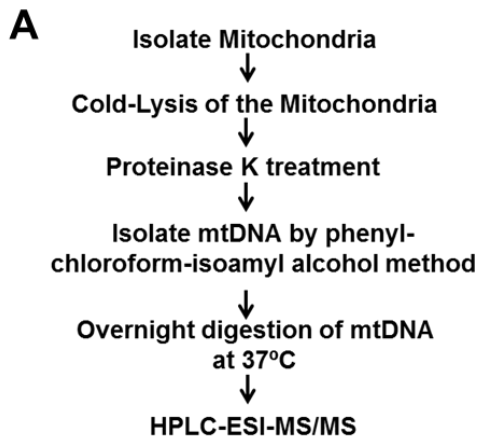 A
Isolate Mitochondria
Cold-Lysis of the Mitochondria
Proteinase K treatment
Isolate mtDNA by phenyl-
chloroform-isoamyl alcohol method
Overnight digestion of mtDNA
at 37ºC
HPLC-ESI-MS/MS